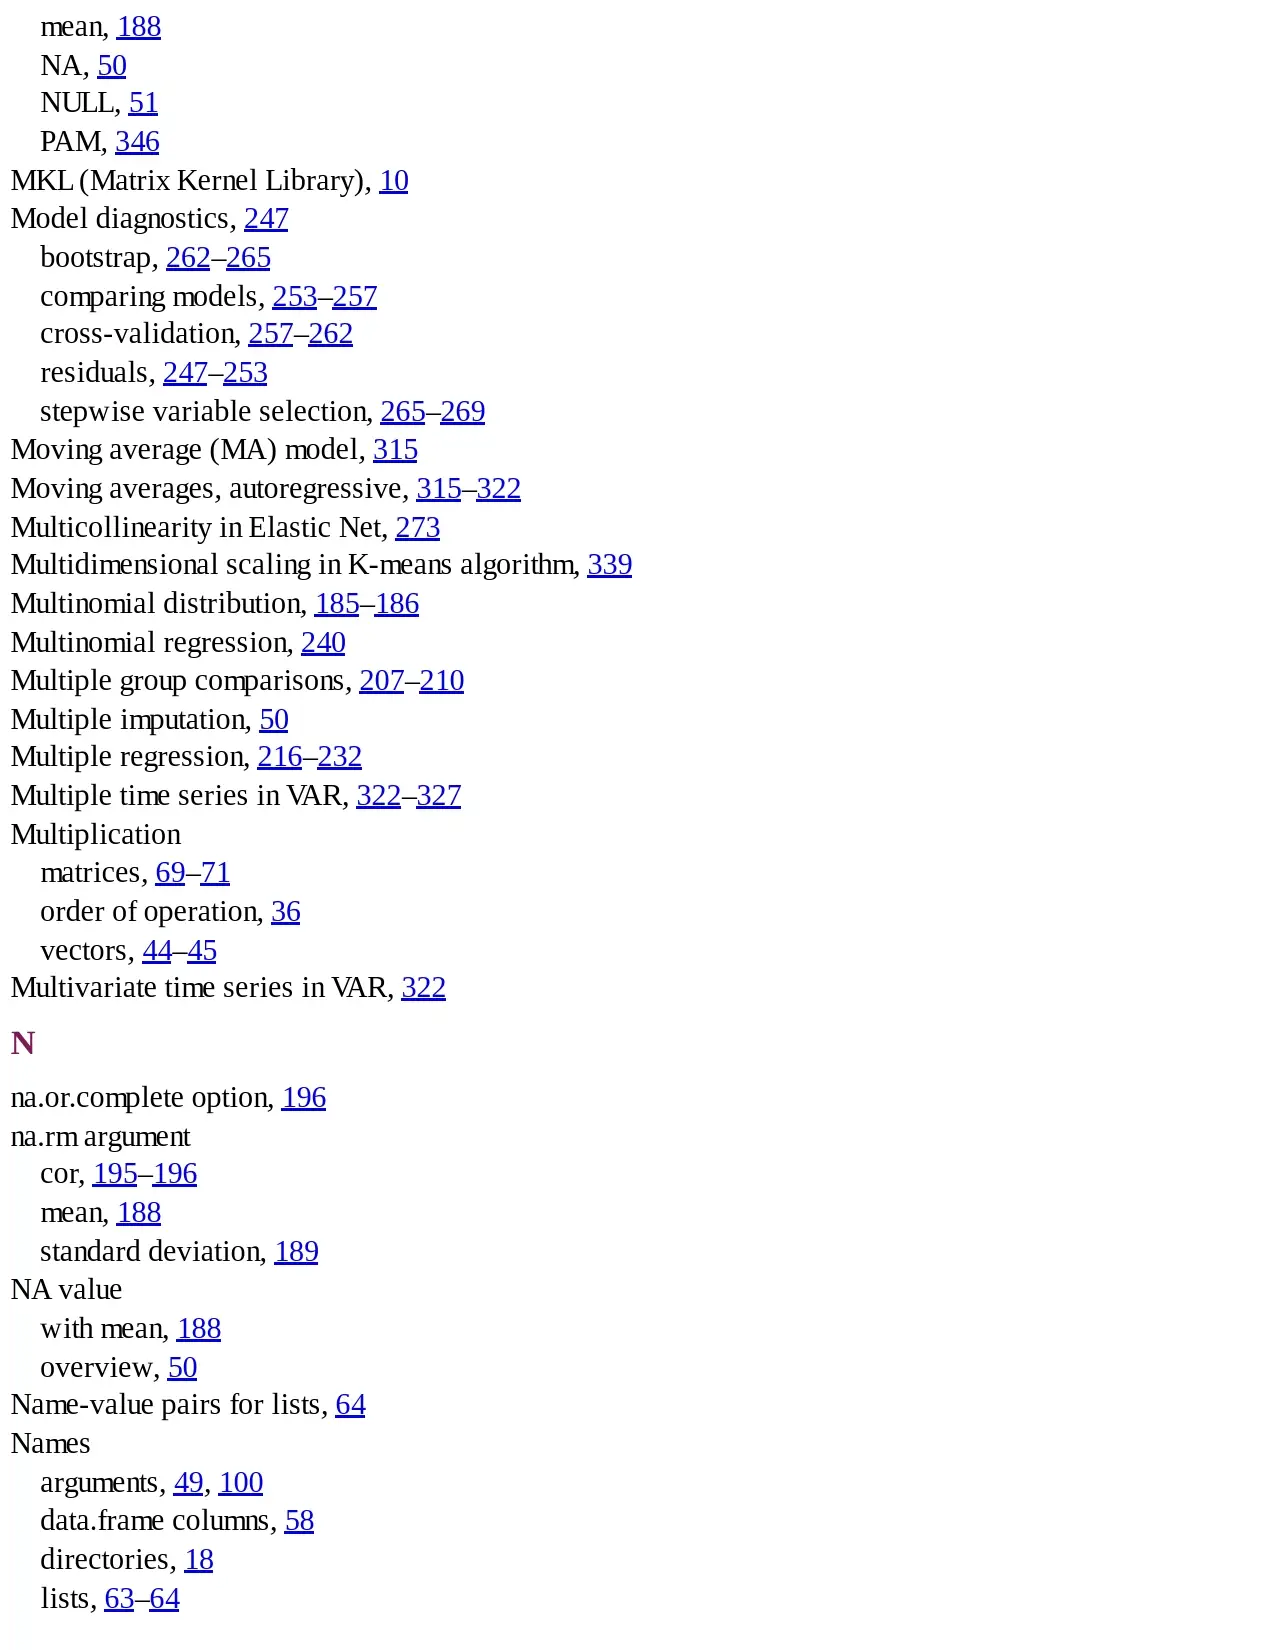 mean, 188
NA, 50
NULL, 51
PAM, 346
MKL (Matrix Kernel Library), 10
Model diagnostics, 247
bootstrap, 262–265
comparing models, 253–257
cross-validation, 257–262
residuals, 247–253
stepwise variable selection, 265–269
Moving average (MA) model, 315
Moving averages, autoregressive, 315–322
Multicollinearity in Elastic Net, 273
Multidimensional scaling in K-means algorithm, 339
Multinomial distribution, 185–186
Multinomial regression, 240
Multiple group comparisons, 207–210
Multiple imputation, 50
Multiple regression, 216–232
Multiple time series in VAR, 322–327
Multiplication
matrices, 69–71
order of operation, 36
vectors, 44–45
Multivariate time series in VAR, 322
N
na.or.complete option, 196
na.rm argument
cor, 195–196
mean, 188
standard deviation, 189
NA value
with mean, 188
overview, 50
Name-value pairs for lists, 64
Names
arguments, 49, 100
data.frame columns, 58
directories, 18
lists, 63–64